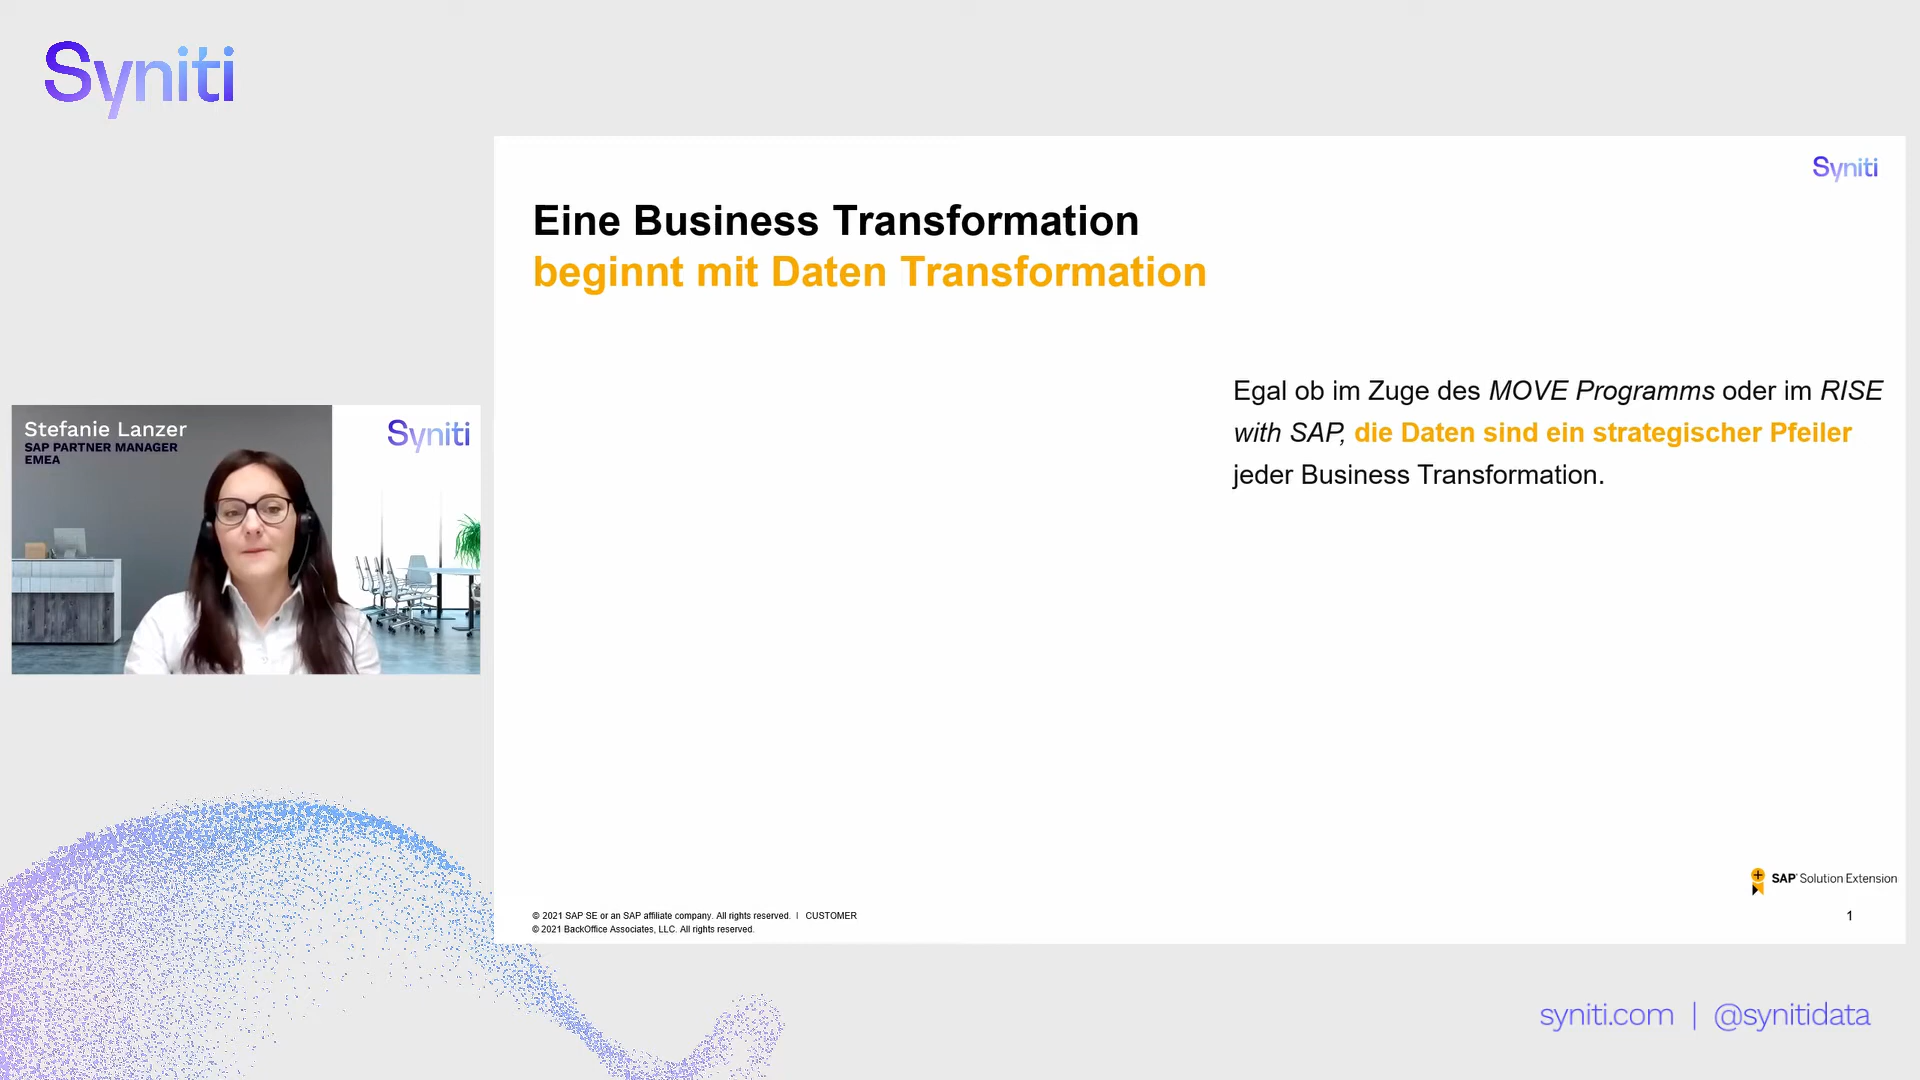 Syniti
Syniti
Eine Business Transformation
beginnt mit Daten Transformation
Egal ob im Zuge des MOVE Programms oder im RISE
with SAP, die Daten sind ein strategischer Pfeiler
jeder Business Transformation.
Stefanie Lanzer
SAP PARTNER MANAGER
EMEA
Syniti
SAP Solution Extension
© 2021 SAP SE or an SAP affiliate company. All rights reserved. | CUSTOMER
© 2021 BackOffice Associates, LLC. All rights reserved.
1
syniti.com | @synitidata